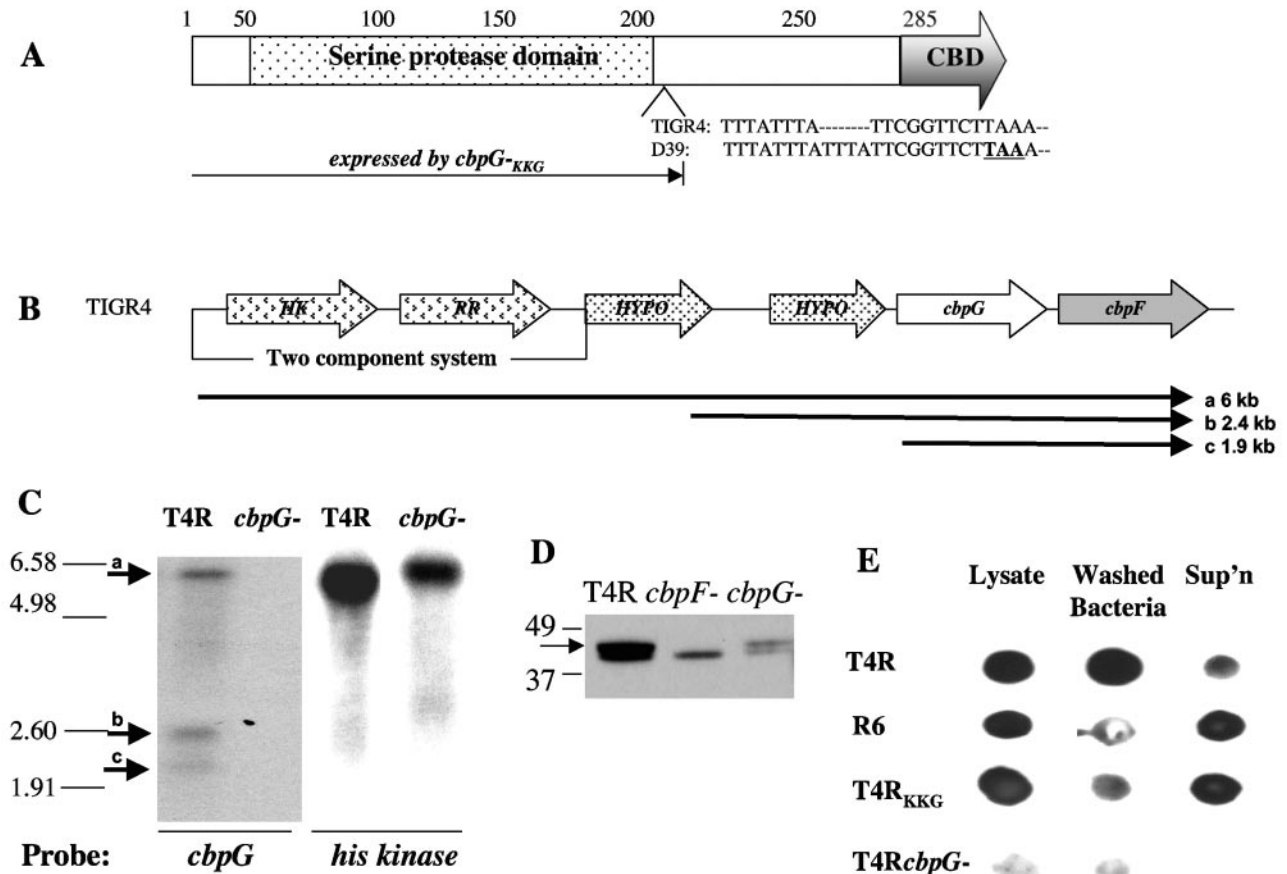 1 50 100 150 200 250 285
A
Serine protease domain
CBD
TIGR4: TTTATTTA--------TTCGGTTCTTAAA--
D39: TTTATTTATTTATTCGGTTCTTAAA--
expressed by cbpG-KKG
B
TIGR4
HK RR HYPO HYPO cbpG cbpF
Two component system
a 6 kb
b 2.4 kb
c 1.9 kb
C
T4R cbpG- T4R cbpG-
6.58
a
4.98
2.60
b
c
1.91
Probe: cbpG his kinase
D
T4R cbpF- cbpG-
49
37
E
Lysate Washed Bacteria Sup'n
T4R
R6
T4RKKG
T4RcbpG-